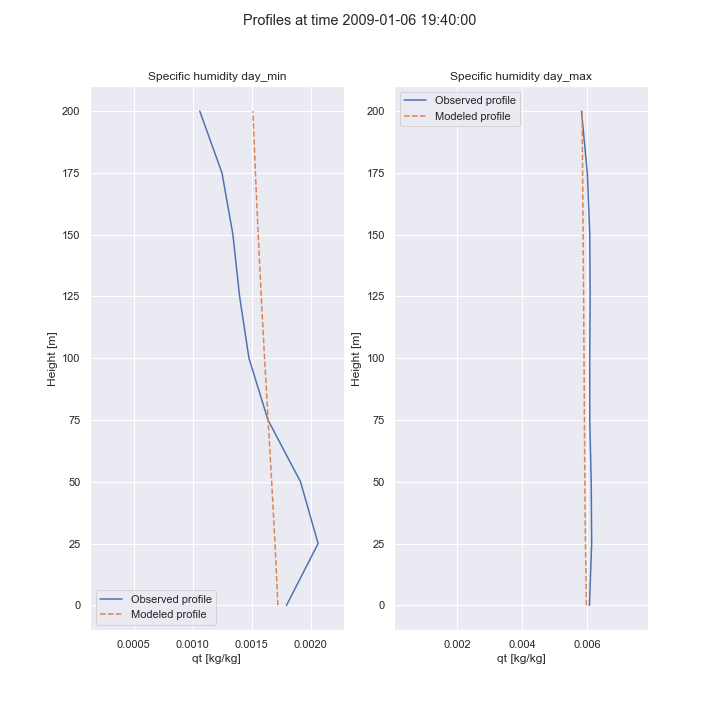 Profiles at time 2009-01-06 19:40:00
Specific humidity day_min
200
175
150
125
100
75
50
25
0
Height [m]
Observed profile
Modeled profile
0.0005 0.0010 0.0015 0.0020
qt [kg/kg]
Specific humidity day_max
Observed profile
Modeled profile
200
175
150
125
100
75
50
25
0
Height [m]
0.002 0.004 0.006
qt [kg/kg]